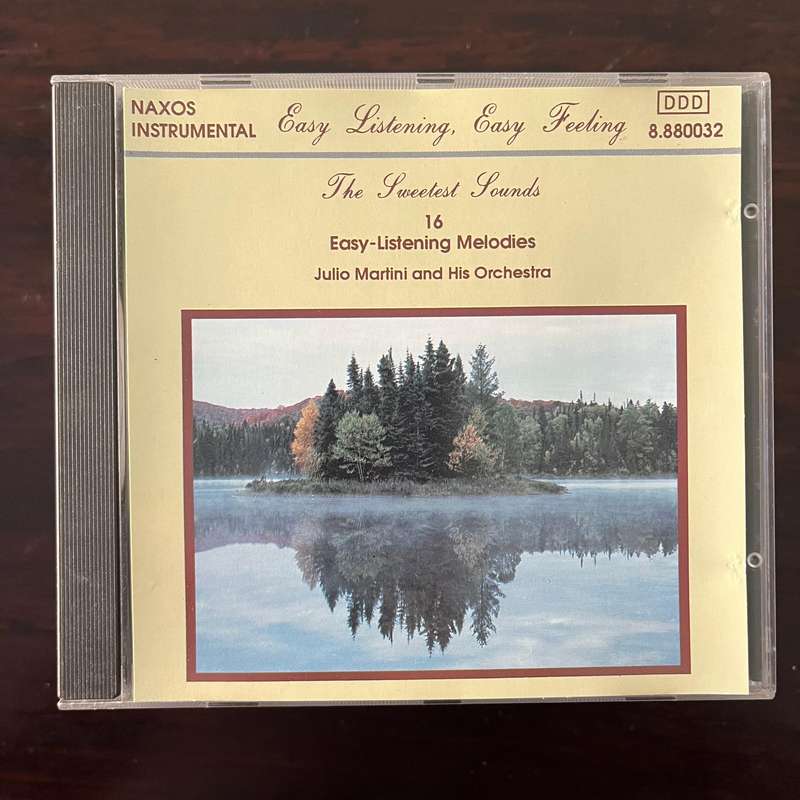 NAXOS
INSTRUMENTAL
Easy Listening, Easy Feeling
DDD
8.880032
The Sweetest Sounds
16
Easy-Listening Melodies
Julio Martini and His Orchestra